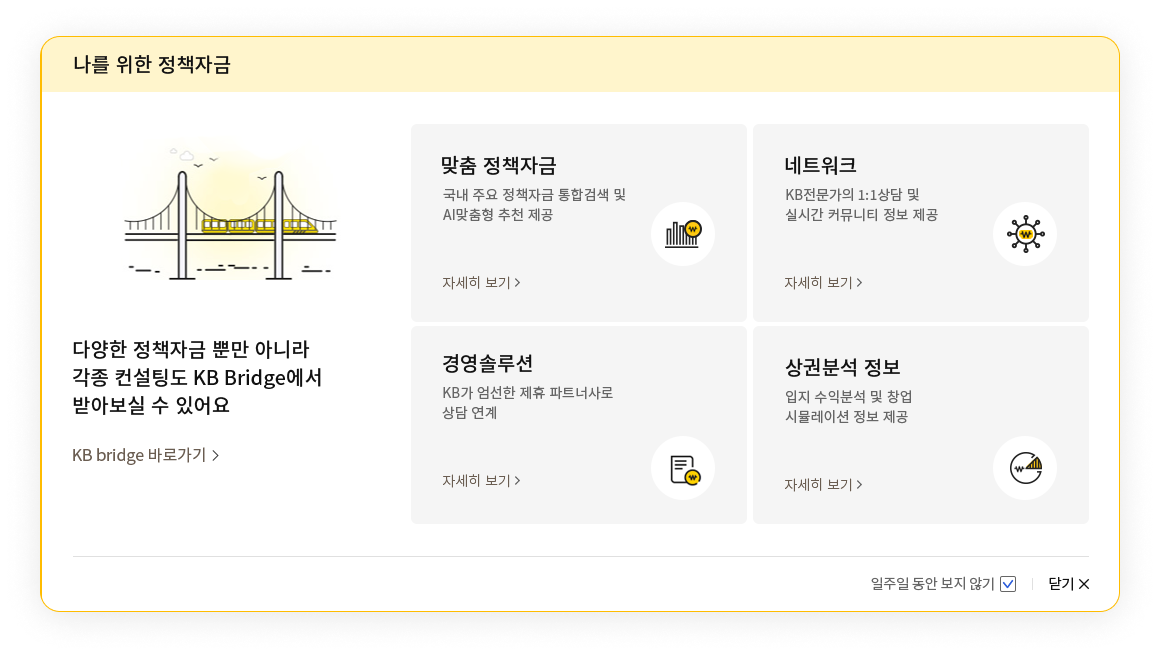 나를 위한 정책자금
다양한 정책자금 뿐만 아니라
각종 컨설팅도 KB Bridge에서
받아보실 수 있어요
KB bridge 바로가기 >
맞춤 정책자금
국내 주요 정책자금 통합검색 및
AI맞춤형 추천 제공
자세히 보기 >
네트워크
KB전문가의 1:1상담 및
실시간 커뮤니티 정보 제공
자세히 보기 >
경영솔루션
KB가 엄선한 제휴 파트너사로
상담 연계
자세히 보기 >
상권분석 정보
입지 수익분석 및 창업
시뮬레이션 정보 제공
자세히 보기 >
일주일 동안 보지 않기
닫기 ×